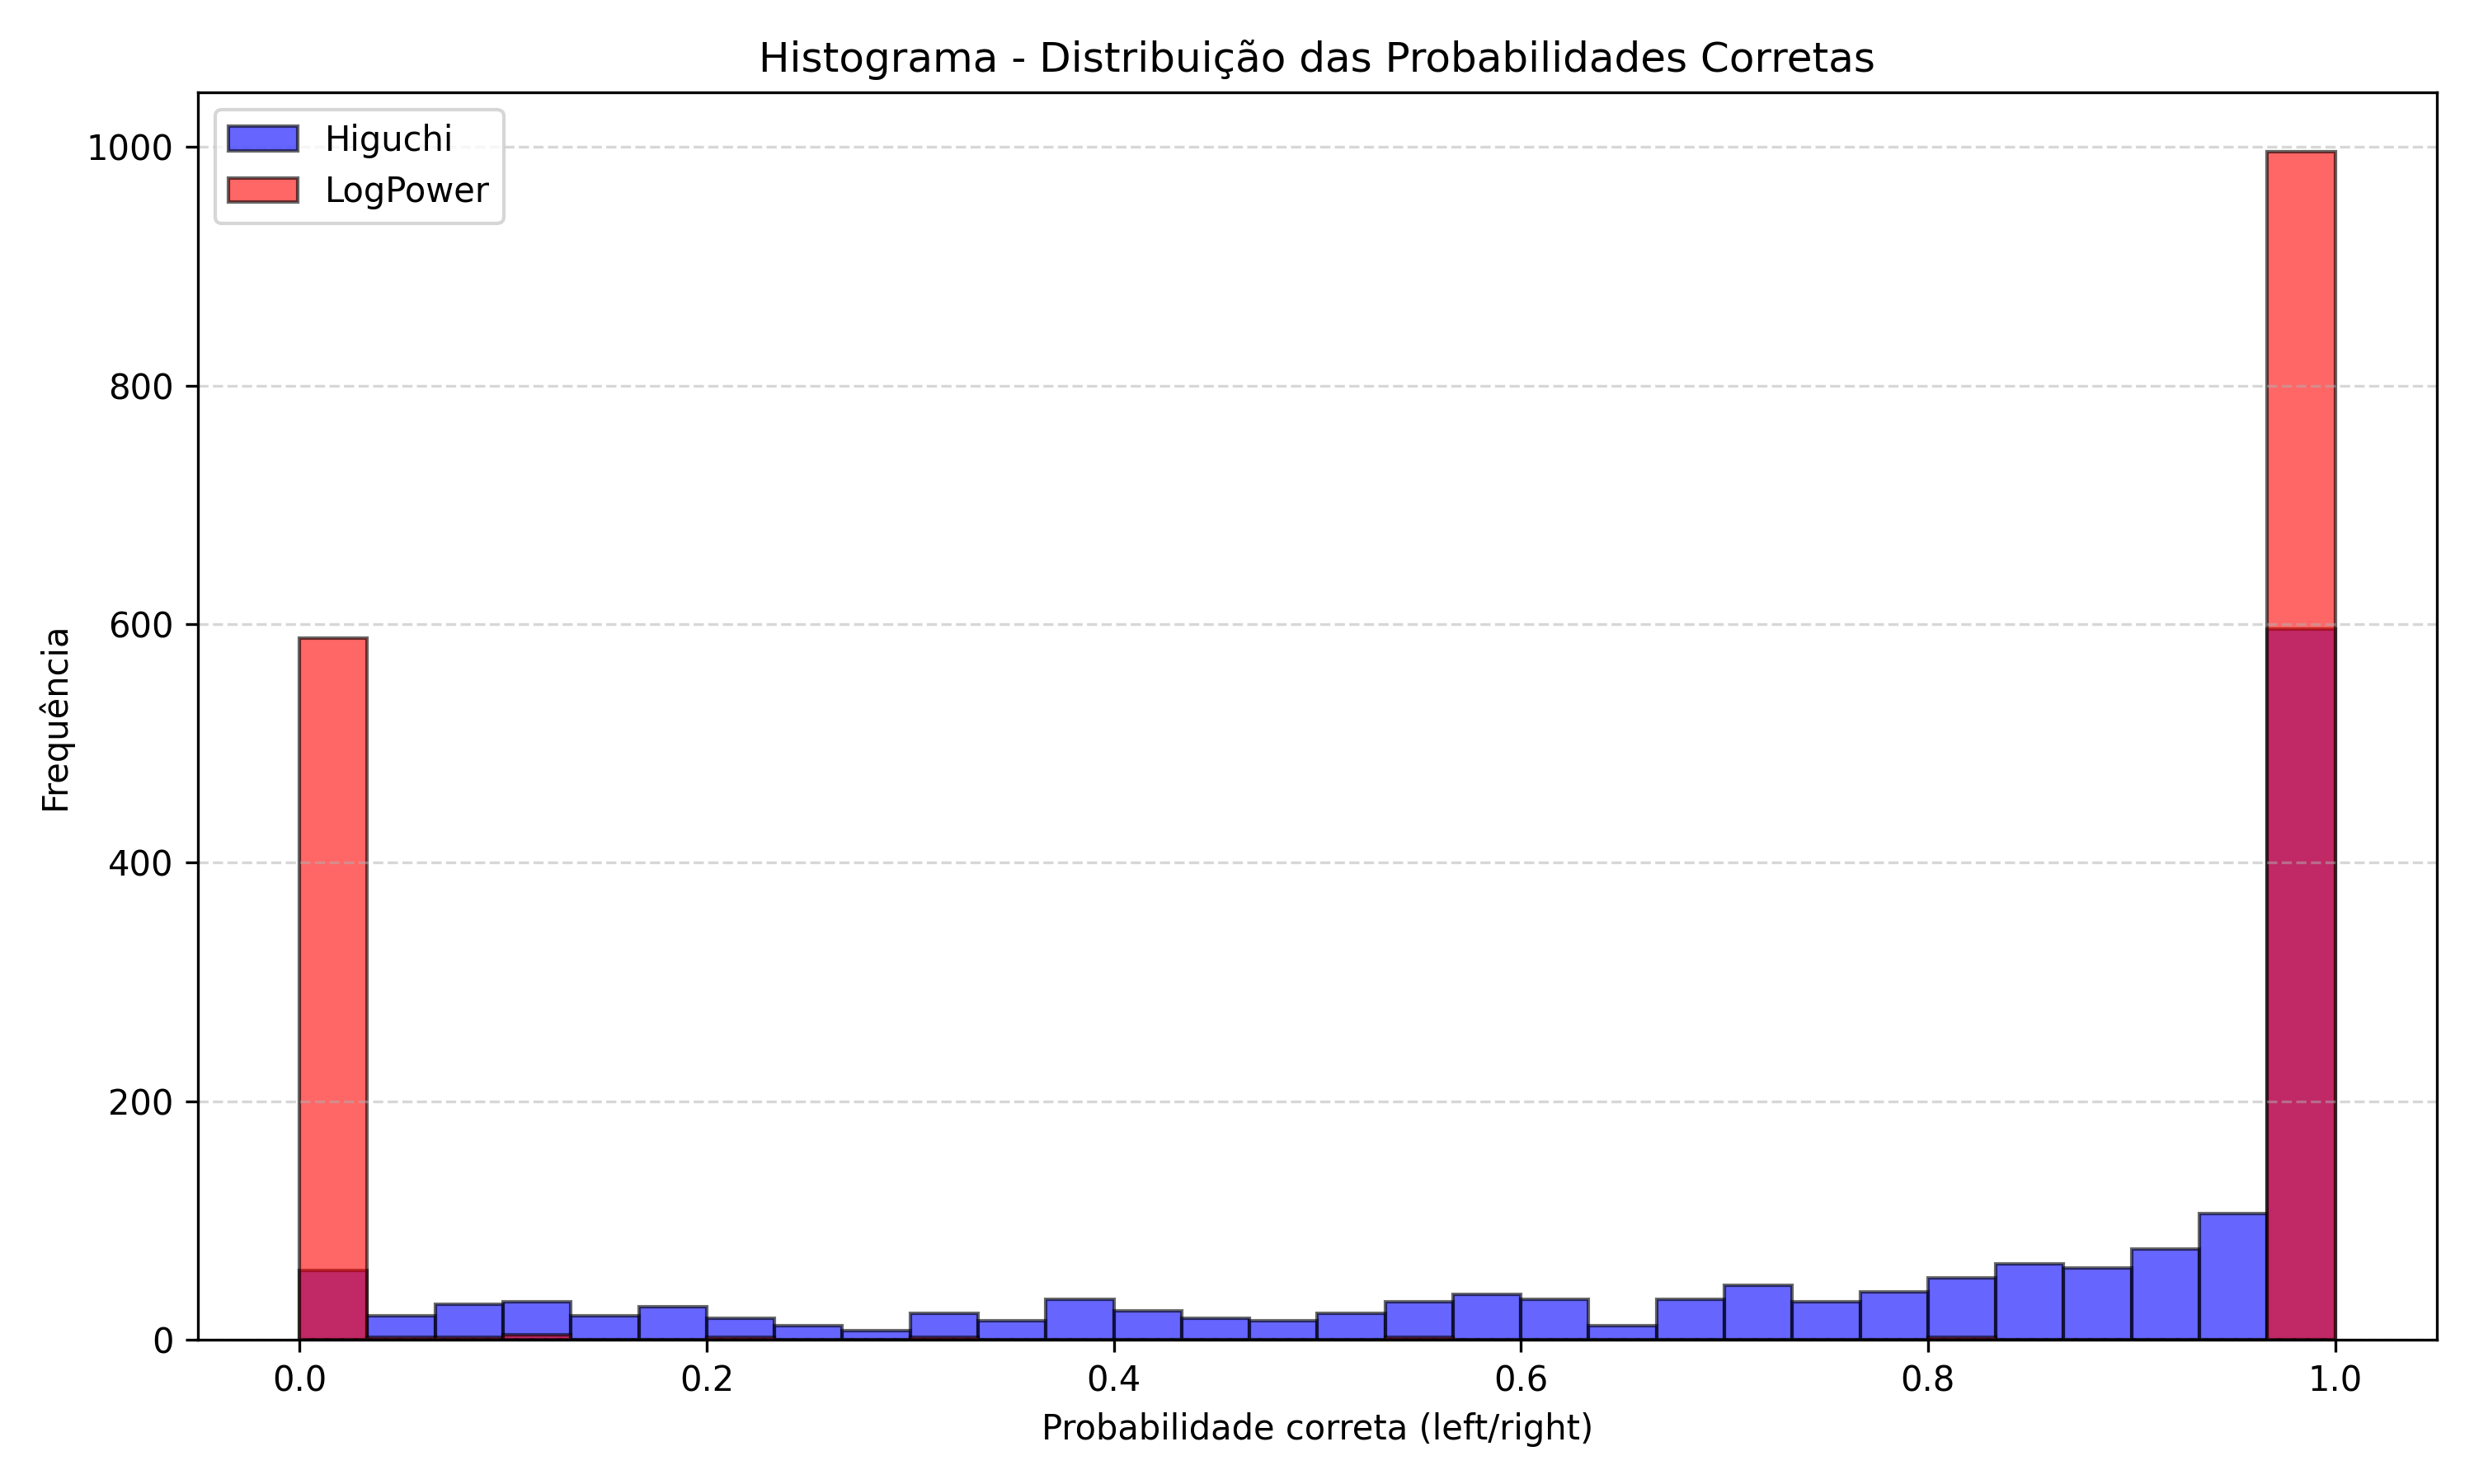 Histograma - Distribuição das Probabilidades Corretas
Higuchi
LogPower
Frequência
1000
800
600
400
200
0
0.0 0.2 0.4 0.6 0.8 1.0
Probabilidade correta (left/right)